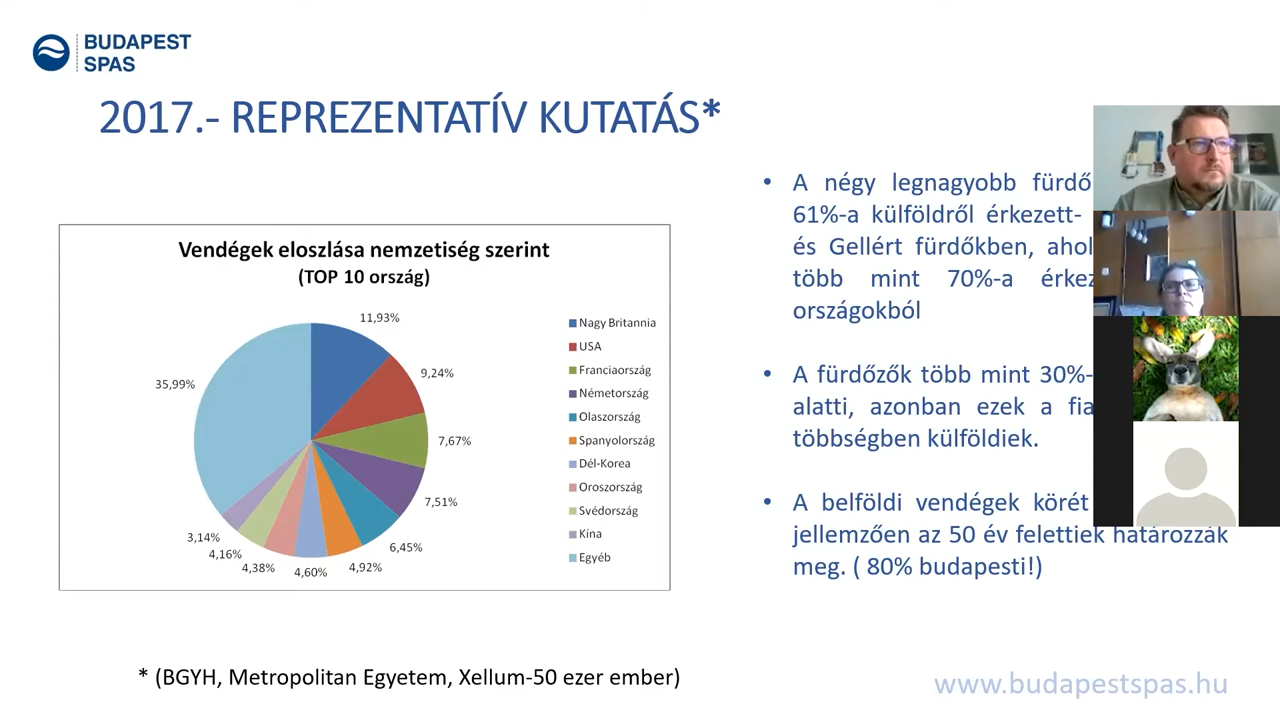 BUDAPEST
SPAS
2017.- REPREZENTATÍV KUTATÁS*
Vendégek eloszlása nemzetiség szerint
(TOP 10 ország)
11,93%
9,24%
7,67%
7,51%
6,45%
4,92%
4,60%
4,38%
4,16%
3,14%
35,99%
Nagy Britannia
USA
Franciaország
Németország
Olaszország
Spanyolország
Dél-Korea
Oroszország
Svédország
Kína
Egyéb
• A négy legnagyobb
61%-a külföldről érkezett-
és Gellért fürdőkben, ahol
több mint 70%-a
országokból
• A fürdőzők több mint 30%-
alatti, azonban ezek a
többségben külföldiek.
• A belföldi vendégek körét
jellemzően az 50 év felettiek határozzák
meg. ( 80% budapesti!)
* (BGYH, Metropolitan Egyetem, Xellum-50 ezer ember)
www.budapestspas.hu